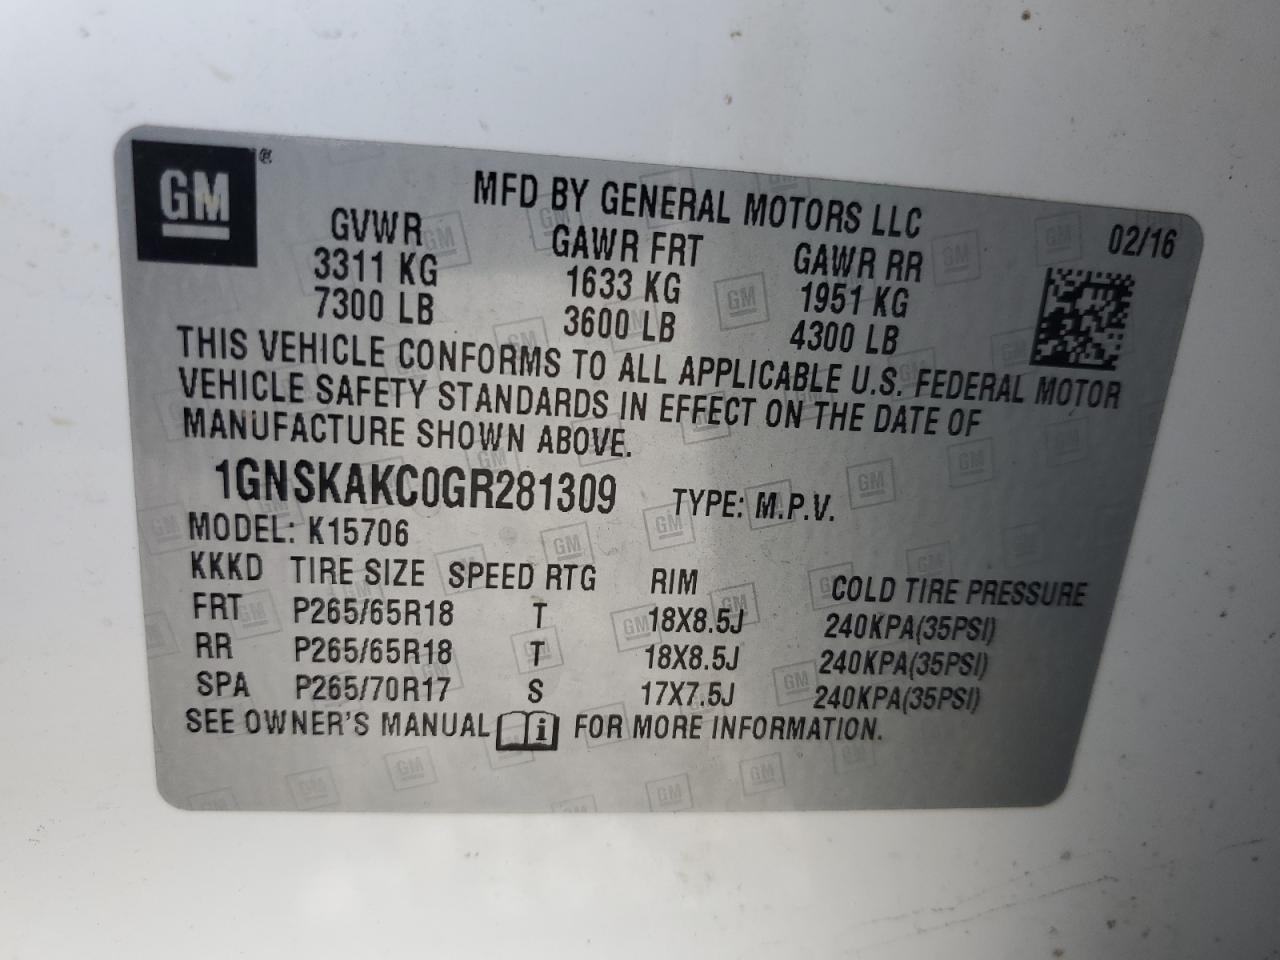 GM ®
MFD BY GENERAL MOTORS LLC
02/16
GVWR GAWR FRT GAWR RR
3311 KG 1633 KG 1951 KG
7300 LB 3600 LB 4300 LB
THIS VEHICLE CONFORMS TO ALL APPLICABLE U.S. FEDERAL MOTOR
VEHICLE SAFETY STANDARDS IN EFFECT ON THE DATE OF
MANUFACTURE SHOWN ABOVE.
1GNSKAKC0GR281309 TYPE: M.P.V.
MODEL: K15706
KKKD TIRE SIZE SPEED RTG RIM COLD TIRE PRESSURE
FRT P265/65R18 T 18X8.5J 240KPA(35PSI)
RR P265/65R18 T 18X8.5J 240KPA(35PSI)
SPA P265/70R17 S 17X7.5J 240KPA(35PSI)
SEE OWNER'S MANUAL i FOR MORE INFORMATION.